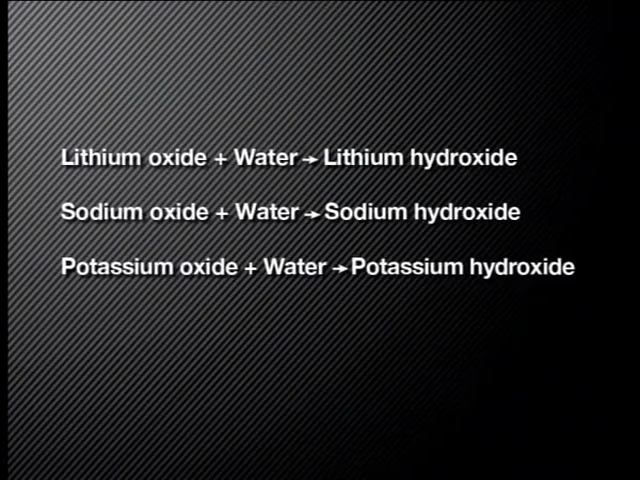 Lithium oxide + Water → Lithium hydroxide
Sodium oxide + Water → Sodium hydroxide
Potassium oxide + Water → Potassium hydroxide